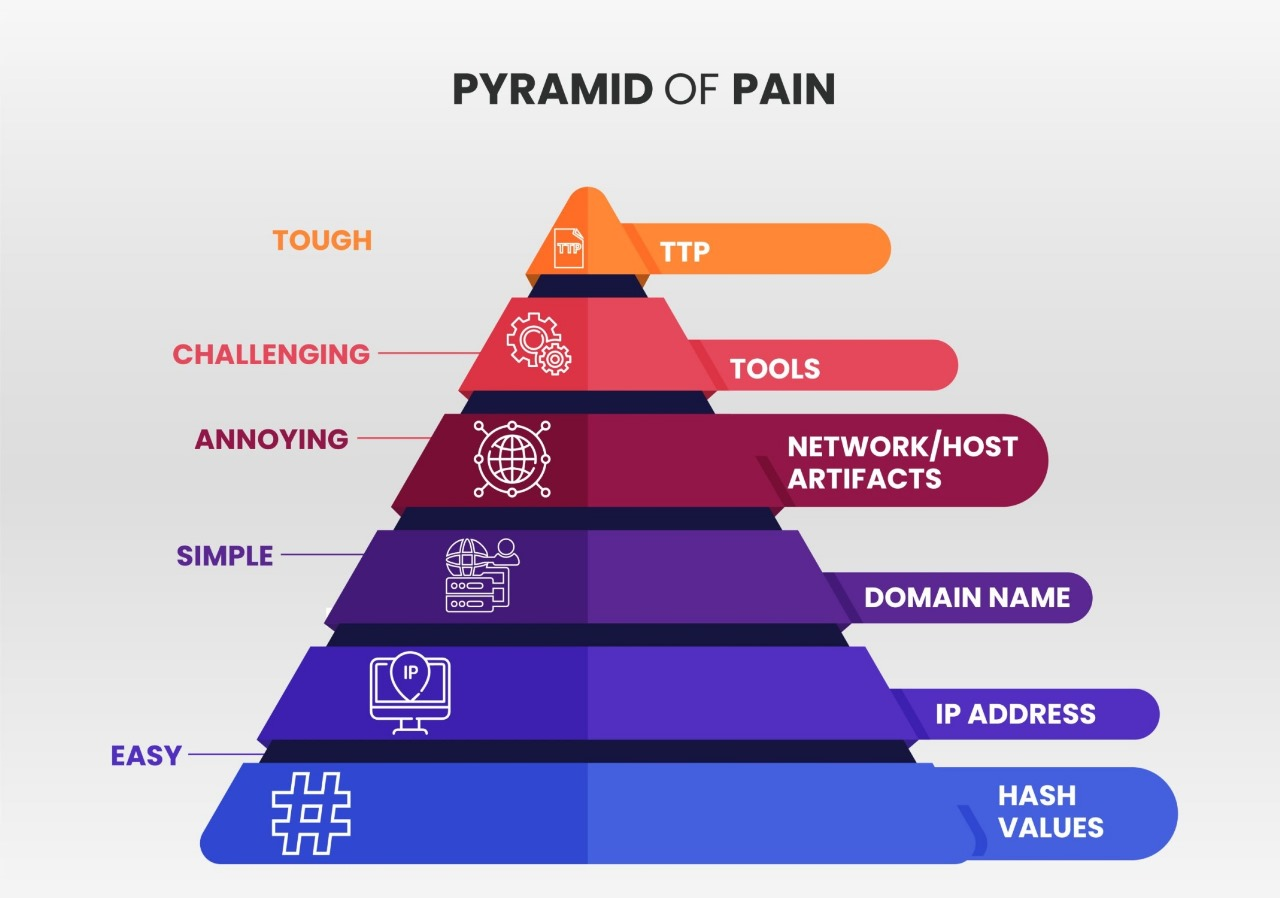 PYRAMID OF PAIN
TOUGH
TTP
TTP
CHALLENGING
TOOLS
ANNOYING
NETWORK/HOST
ARTIFACTS
SIMPLE
DOMAIN NAME
IP
IP ADDRESS
EASY
HASH
VALUES